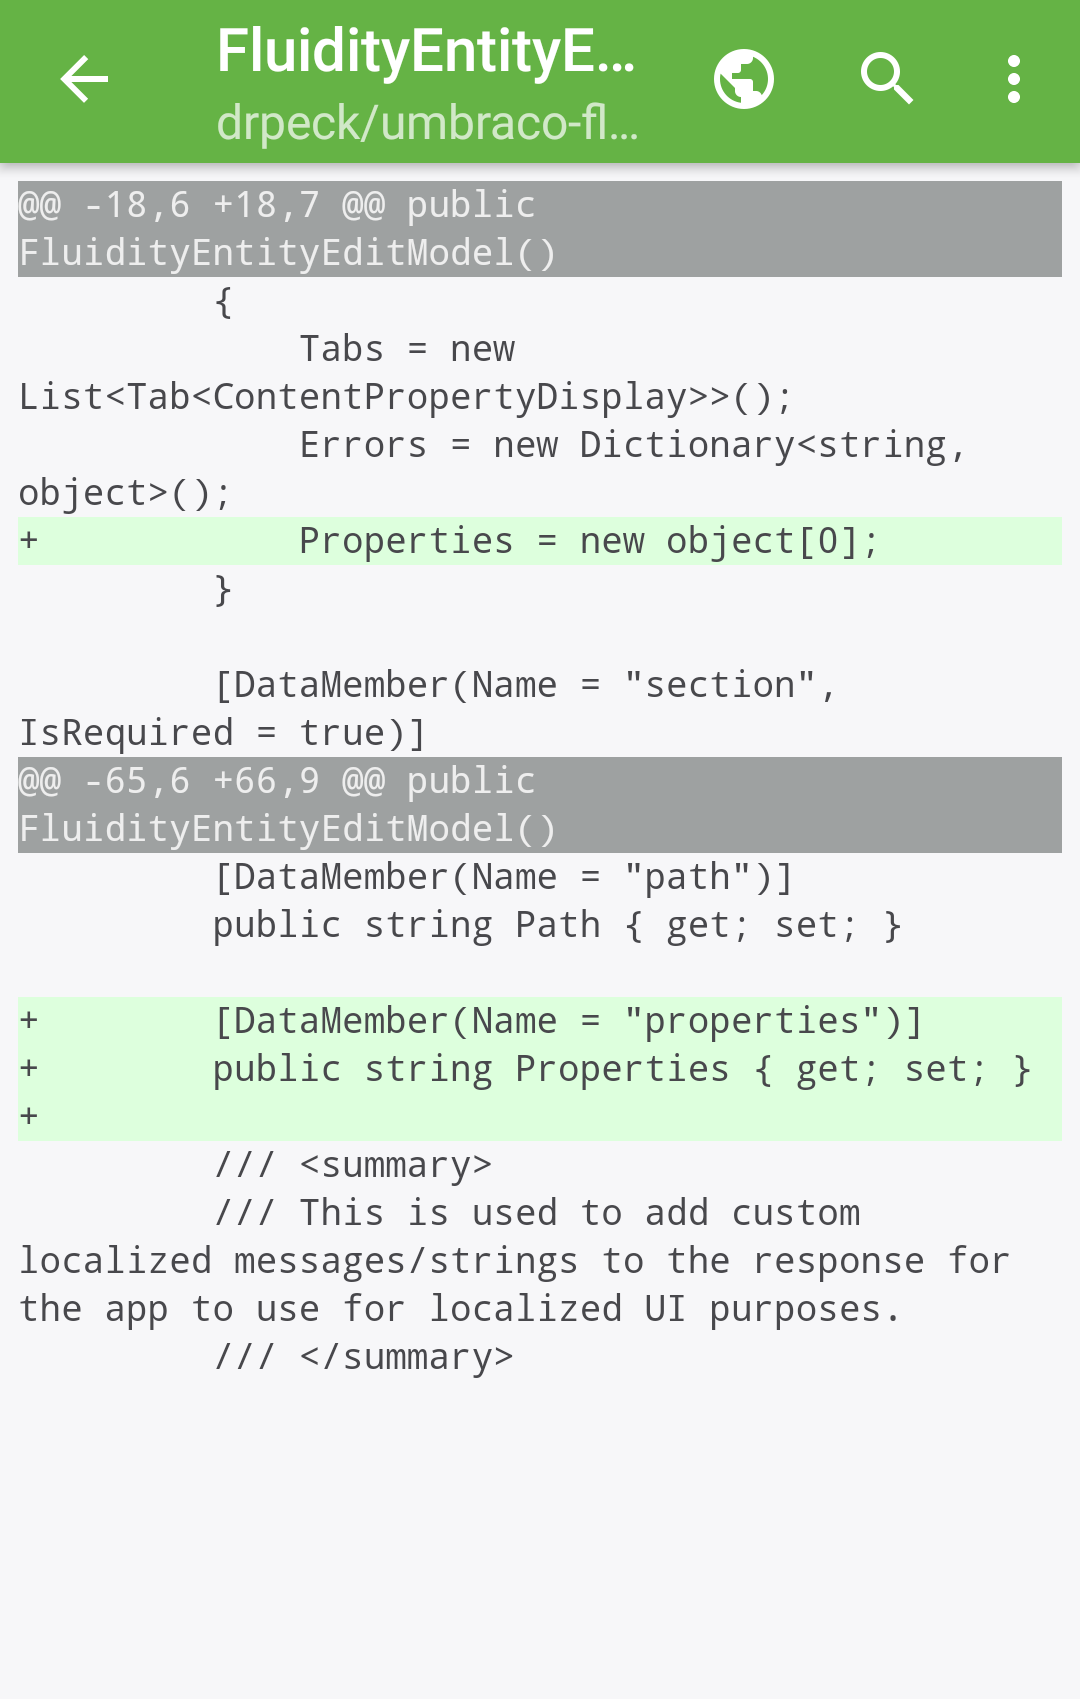 FluidityEntityE...
drpeck/umbraco-fl...
@@ -18,6 +18,7 @@ public
FluidityEntityEditModel()
{
Tabs = new
List<Tab<ContentPropertyDisplay>>();
Errors = new Dictionary<string,
object>();
+            Properties = new object[0];
}
[DataMember(Name = "section",
IsRequired = true)]
@@ -65,6 +66,9 @@ public
FluidityEntityEditModel()
[DataMember(Name = "path")]
public string Path { get; set; }
+        [DataMember(Name = "properties")]
+        public string Properties { get; set; }
+
/// <summary>
/// This is used to add custom
localized messages/strings to the response for
the app to use for localized UI purposes.
/// </summary>